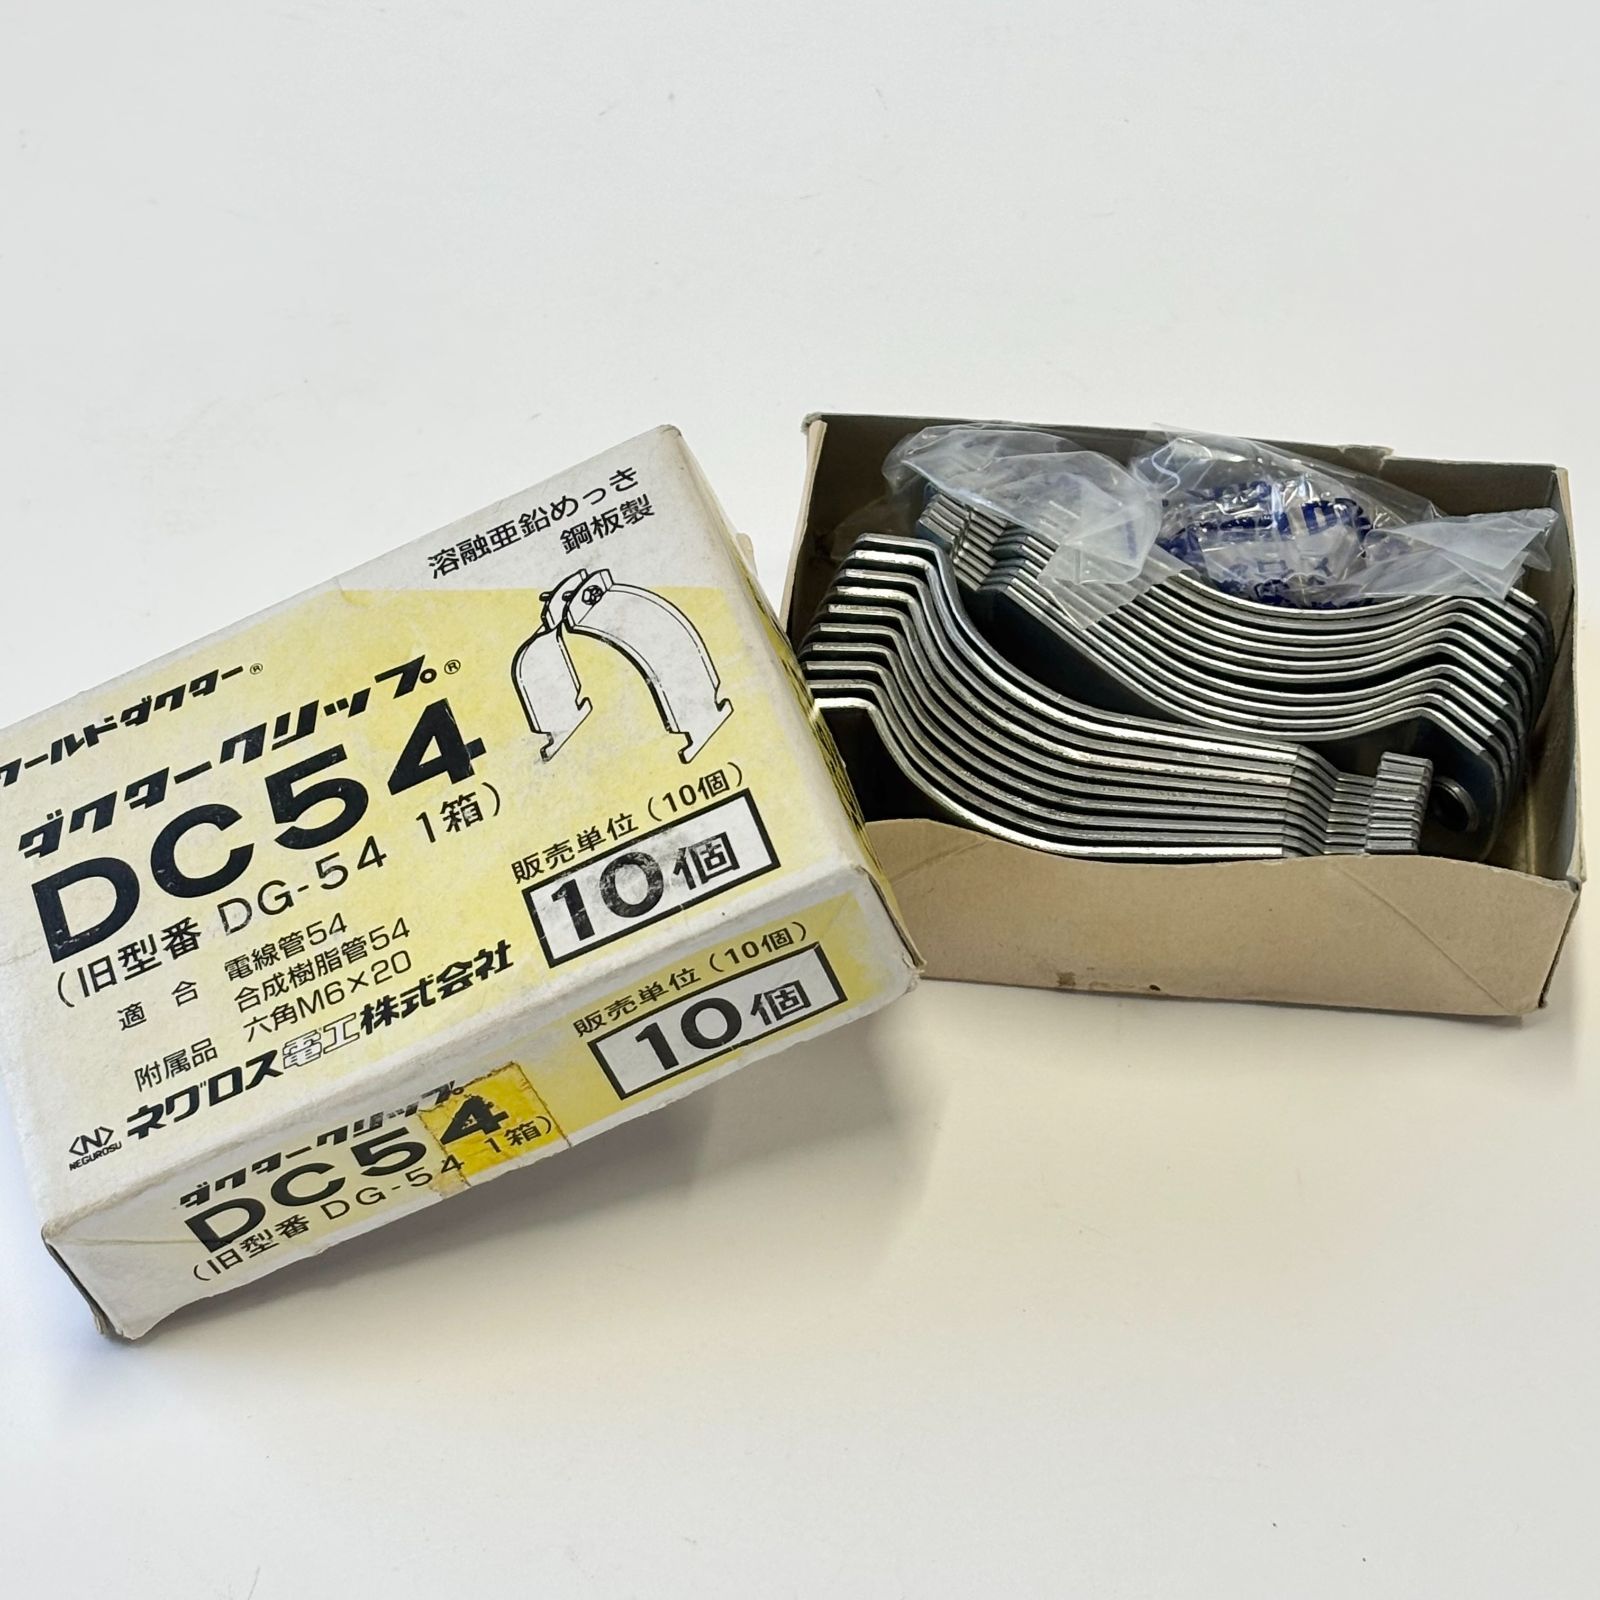 溶融亜鉛めっき
鋼板製
ワールドダクター®
ダクタークリップ®
DC54
(旧型番 DG-54 1箱)
適合 電線管54
合成樹脂管54
附属品 六角M6×20
販売単位(10個)
10個
<N>
NEGUROSU
ネグロス電工株式会社
ダクタークリップ®
DC54
(旧型番 DG-54 1箱)
販売単位(10個)
10個